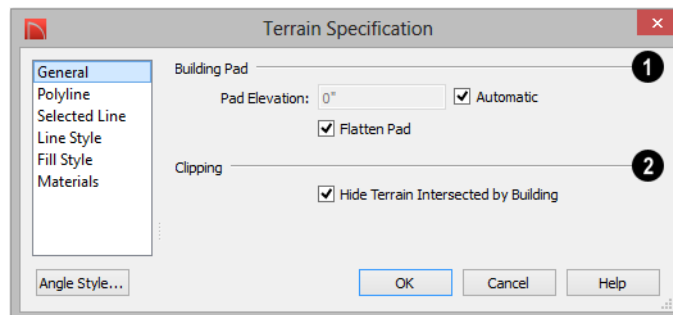 Terrain Specification
General
Polyline
Selected Line
Line Style
Fill Style
Materials
Building Pad
1
Pad Elevation: 0" Automatic
Flatten Pad
Clipping
2
Hide Terrain Intersected by Building
Angle Style...
OK
Cancel
Help